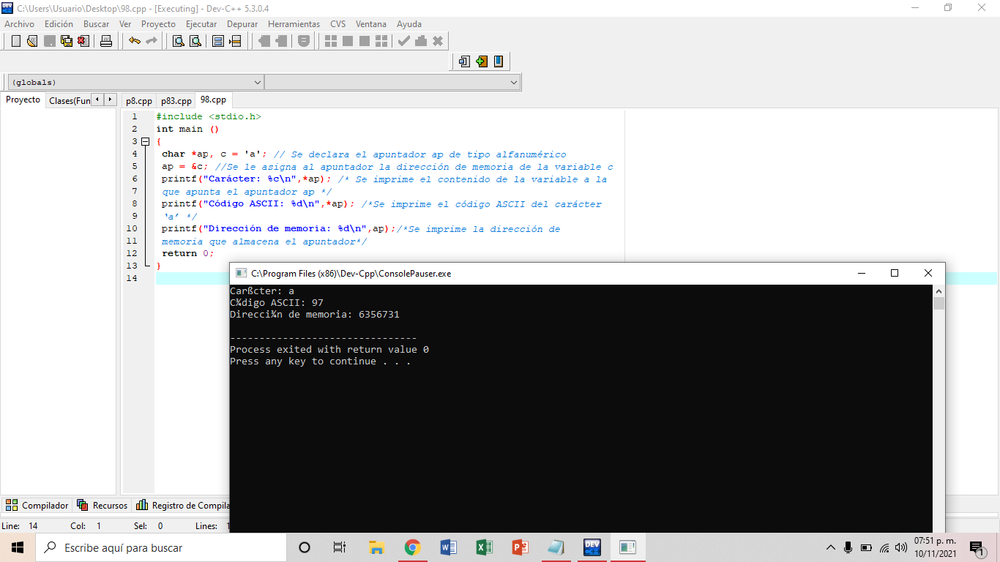 C:\Users\Usuario\Desktop\98.cpp - [Executing] - Dev-C++ 5.3.0.4
Archivo Edición Buscar Ver Proyecto Ejecutar Depurar Herramientas CVS Ventana Ayuda
(globals)
Proyecto Clases(Fun p8.cpp p83.cpp 98.cpp
1 #include <stdio.h>
2 int main ()
3 {
4 char *ap, c = 'a'; // Se declara el apuntador ap de tipo alfanumérico
5 ap = &c; //Se le asigna al apuntador la dirección de memoria de la variable c
6 printf("Carácter: %c\n",*ap); /* Se imprime el contenido de la variable a la
7 que apunta el apuntador ap */
8 printf("Código ASCII: %d\n",*ap); /*Se imprime el código ASCII del carácter
9 ‘a’ */
10 printf("Dirección de memoria: %d\n",ap);/*Se imprime la dirección de
11 memoria que almacena el apuntador*/
12 return 0;
13 }
14
C:\Program Files (x86)\Dev-Cpp\ConsolePauser.exe
Carßcter: a
C¾digo ASCII: 97
Direcci¾n de memoria: 6356731
--------------------------------
Process exited with return value 0
Press any key to continue . . .
Compilador Recursos Registro de Compila
Line: 14 Col: 1 Sel: 0 Lines: 1
Escribe aquí para buscar
07:51 p. m.
10/11/2021
1